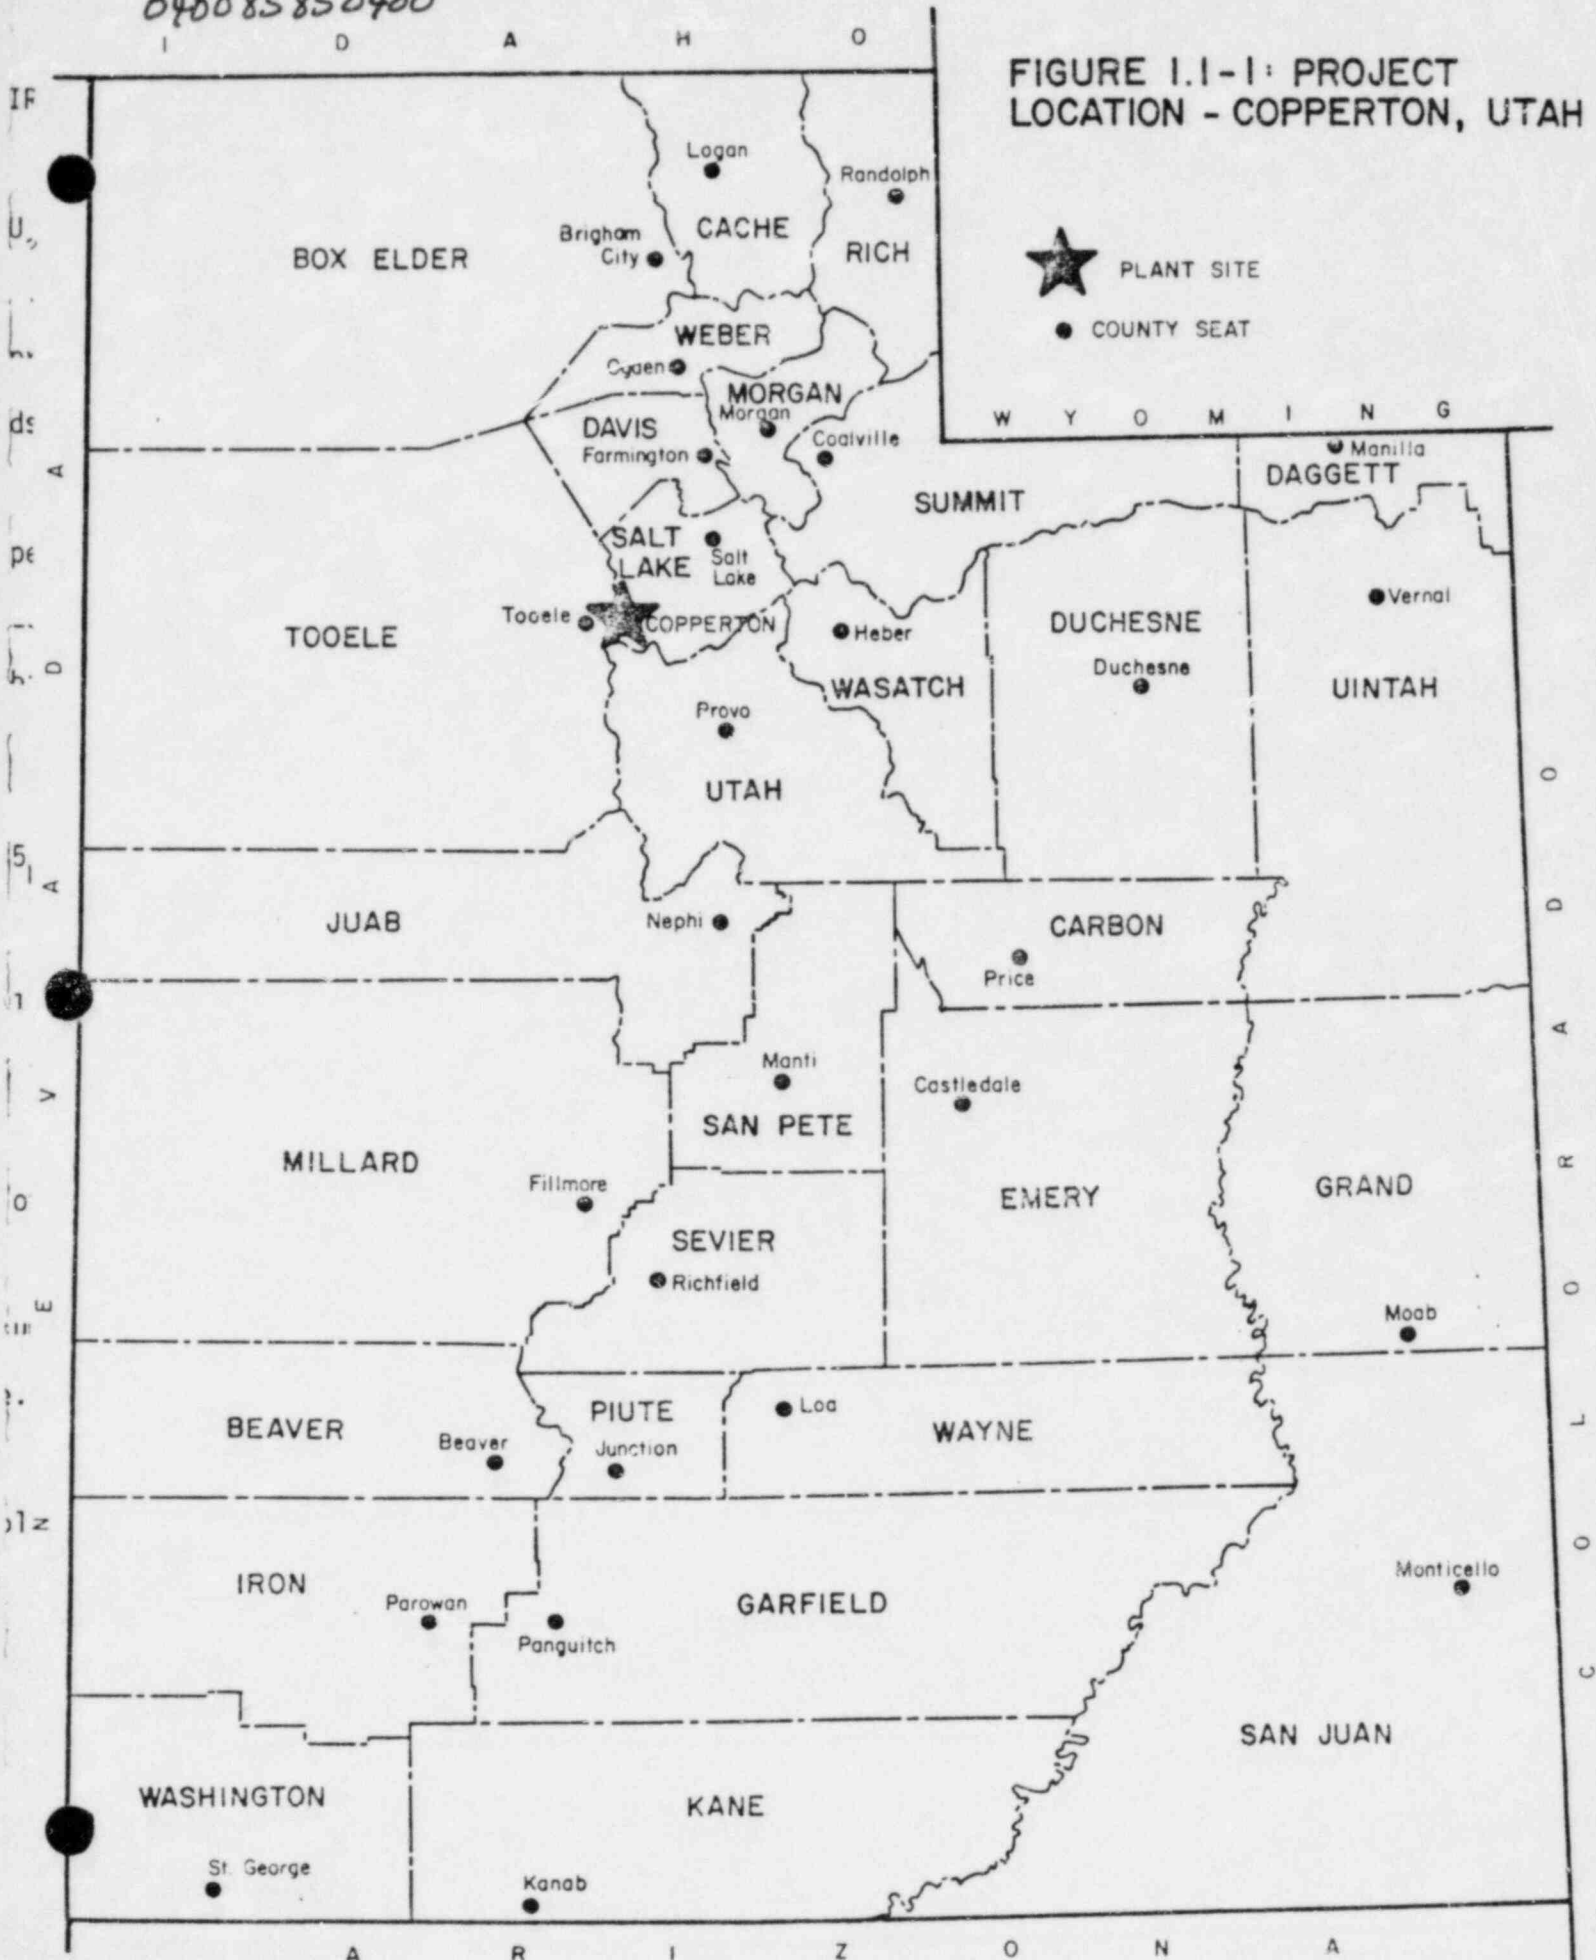 040085850400
I D A H O
FIGURE 1.1-1: PROJECT
LOCATION - COPPERTON, UTAH
PLANT SITE
COUNTY SEAT
W Y O M I N G
N E V A D A
C O L O R A D O
A R I Z O N A
Logan
CACHE
Randolph
RICH
Brigham
City
BOX ELDER
WEBER
Ogden
MORGAN
Morgan
DAVIS
Farmington
Coalville
SUMMIT
Manilla
DAGGETT
SALT
LAKE
Salt
Lake
Tooele
COPPERTON
TOOELE
Heber
WASATCH
DUCHESNE
Duchesne
Vernal
UINTAH
Provo
UTAH
JUAB
Nephi
CARBON
Price
Manti
SAN PETE
Castledale
EMERY
MILLARD
Fillmore
GRAND
SEVIER
Richfield
Moab
BEAVER
Beaver
PIUTE
Junction
Loa
WAYNE
IRON
Parowan
Panguitch
GARFIELD
Monticello
SAN JUAN
WASHINGTON
St. George
KANE
Kanab